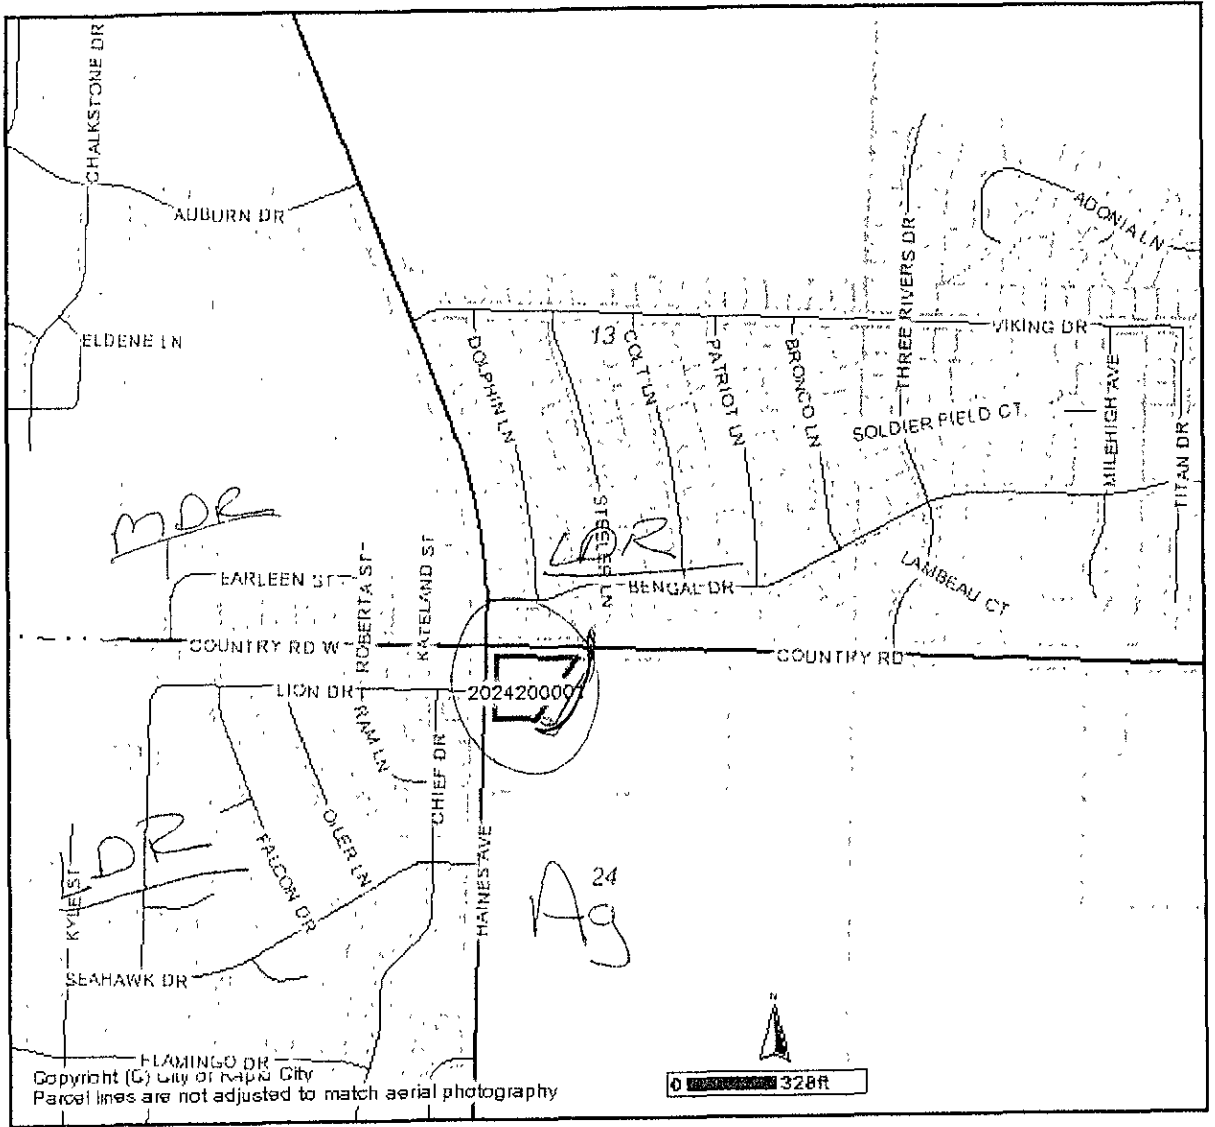 CHALKSTONE DR
AUBURN DR
ADONIA LN
THREE RIVERS DR
ELDENE LN
13
VIKING DR
DOLPHIN LN
COLT LN
PATRIOT LN
BRONCO LN
MILEHIGH AVE
SOLDIER FIELD CT
TITAN DR
MDR
STEELERS LN
LDR
EARLEEN ST
ROBERTA ST
KATELAND ST
BENGAL DR
LAMBEAU CT
COUNTRY RD W
COUNTRY RD
LION DR
2024200001
RAM LN
CHIEF DR
OILER LN
FALCON DR
LDR
KYLE ST
HAINES AVE
24
Ag
SEAHAWK DR
FLAMINGO DR
N
Copyright (C) City of Rapid City
0 328ft
Parcel lines are not adjusted to match aerial photography